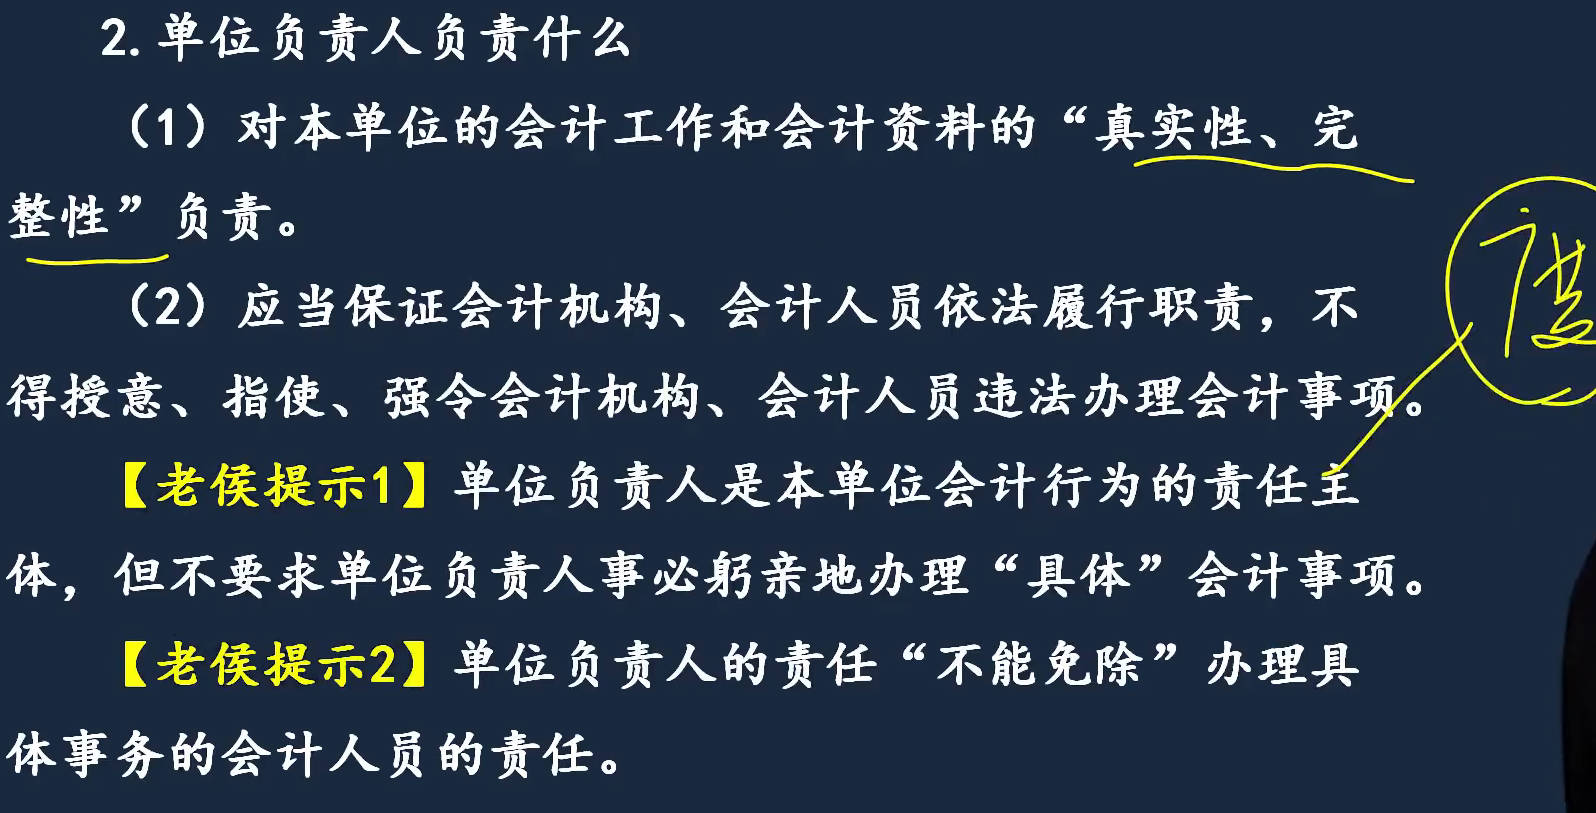 2.单位负责人负责什么
（1）对本单位的会计工作和会计资料的“真实性、完
整性”负责。
（2）应当保证会计机构、会计人员依法履行职责，不
得授意、指使、强令会计机构、会计人员违法办理会计事项。
【老侯提示1】单位负责人是本单位会计行为的责任主
体，但不要求单位负责人事必躬亲地办理“具体”会计事项。
【老侯提示2】单位负责人的责任“不能免除”办理具
体事务的会计人员的责任。